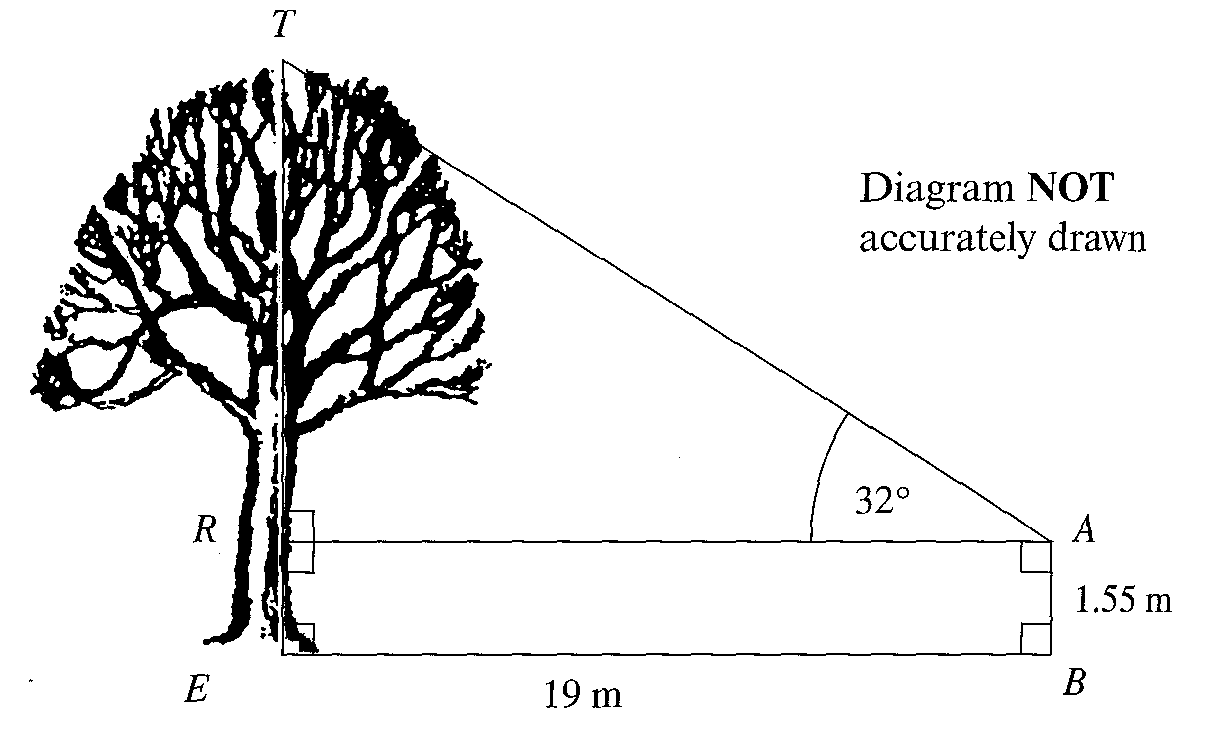 T
Diagram NOT
accurately drawn
32°
R
A
1.55 m
E
19 m
B